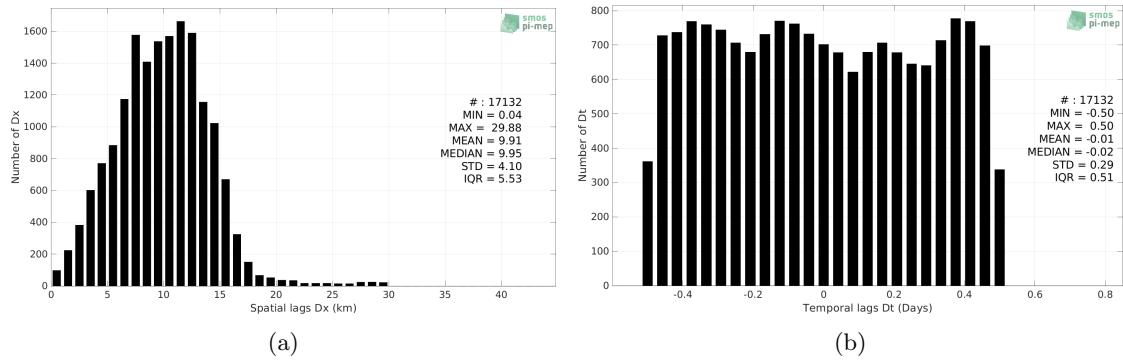 smos
pi-mep
1600
1400
1200
1000
800
600
400
200
0
Number of Dx
# : 17132
MIN = 0.04
MAX = 29.88
MEAN = 9.91
MEDIAN = 9.95
STD = 4.10
IQR = 5.53
0 5 10 15 20 25 30 35 40
Spatial lags Dx (km)
(a)
smos
pi-mep
800
700
600
500
400
300
200
100
0
Number of Dt
# : 17132
MIN = -0.50
MAX = 0.50
MEAN = -0.01
MEDIAN = -0.02
STD = 0.29
IQR = 0.51
-0.4 -0.2 0 0.2 0.4 0.6 0.8
Temporal lags Dt (Days)
(b)